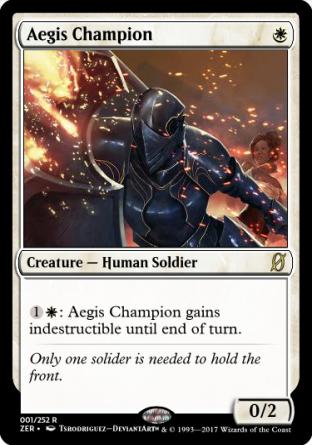 Aegis Champion
Creature — Human Soldier
1 : Aegis Champion gains
indestructible until end of turn.
Only one solider is needed to hold the
front.
0/2
001/252 R
ZER • Tsrodriguez—DeviantArt ™ & © 1993—2017 Wizards of the Coast